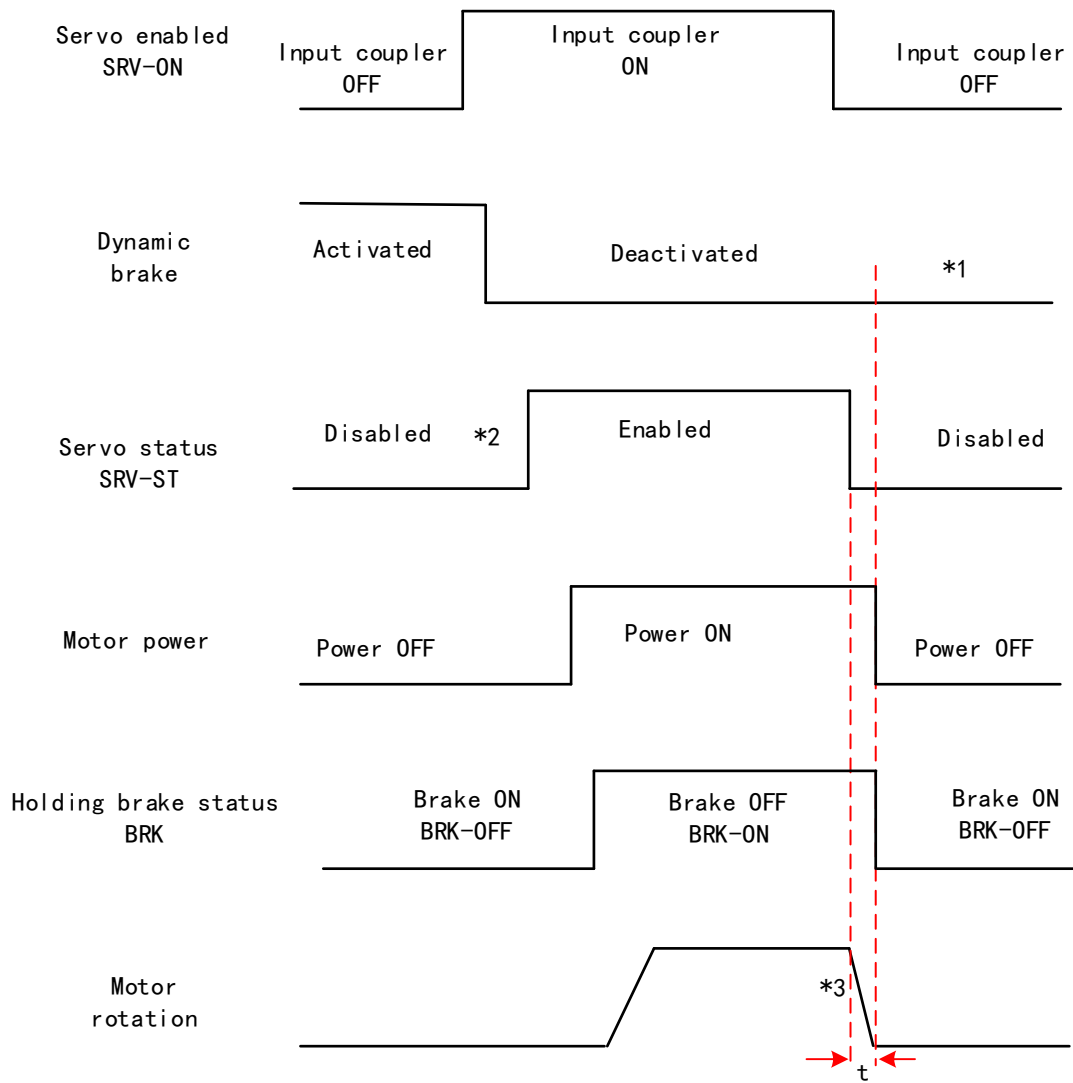 Servo enabled
SRV-ON
Input coupler
OFF
Input coupler
ON
Input coupler
OFF
Dynamic
brake
Activated
Deactivated
*1
Servo status
SRV-ST
Disabled
*2
Enabled
Disabled
Motor power
Power OFF
Power ON
Power OFF
Holding brake status
BRK
Brake ON
BRK-OFF
Brake OFF
BRK-ON
Brake ON
BRK-OFF
Motor
rotation
*3
t